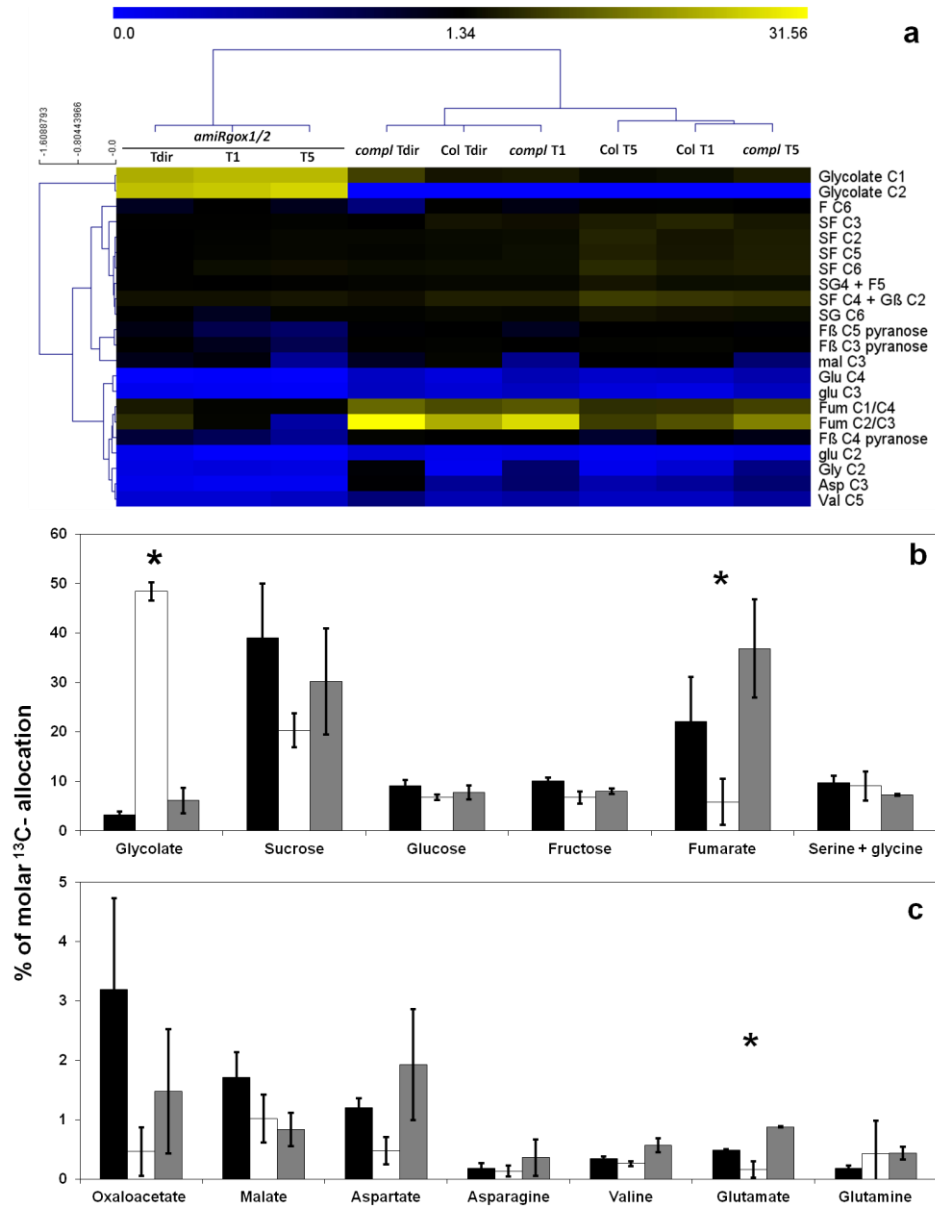 0.0 1.34 31.56 a
-1.6088793
-0.80443966
-0.0
amiRgox1/2
Tdir T1 T5 compl Tdir Col Tdir compl T1 Col T5 Col T1 compl T5
Glycolate C1
Glycolate C2
F C6
SF C3
SF C2
SF C5
SF C6
SG4 + F5
SF C4 + Gß C2
SG C6
Fß C5 pyranose
Fß C3 pyranose
mal C3
Glu C4
glu C3
Fum C1/C4
Fum C2/C3
Fß C4 pyranose
glu C2
Gly C2
Asp C3
Val C5
% of molar ¹³C- allocation
b
60
50
40
30
20
10
0
* *
Glycolate Sucrose Glucose Fructose Fumarate Serine + glycine
c
5
4
3
2
1
0
*
Oxaloacetate Malate Aspartate Asparagine Valine Glutamate Glutamine